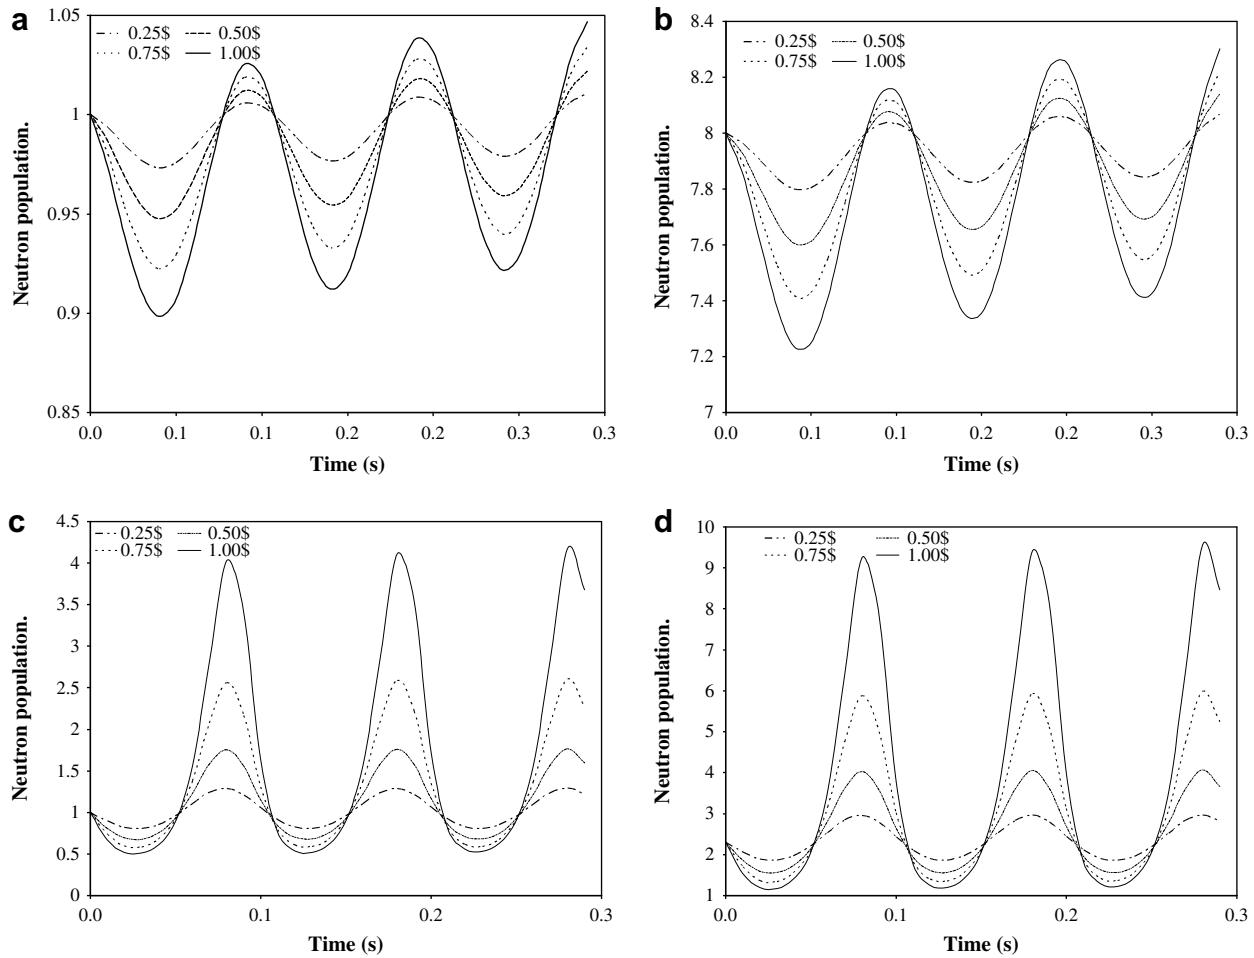 a
1.05
0.25$ 0.50$
0.75$ 1.00$
1
0.95
0.9
0.85
Neutron population.
0.0 0.1 0.1 0.2 0.2 0.3 0.3
Time (s)
b
8.4
0.25$ 0.50$
0.75$ 1.00$
8.2
8
7.8
7.6
7.4
7.2
7
Neutron population.
0.0 0.1 0.1 0.2 0.2 0.3 0.3
Time (s)
c
4.5
0.25$ 0.50$
0.75$ 1.00$
4
3.5
3
2.5
2
1.5
1
0.5
0
Neutron population.
0.0 0.1 0.2 0.3
Time (s)
d
10
0.25$ 0.50$
0.75$ 1.00$
9
8
7
6
5
4
3
2
1
Neutron population.
0.0 0.1 0.2 0.3
Time (s)